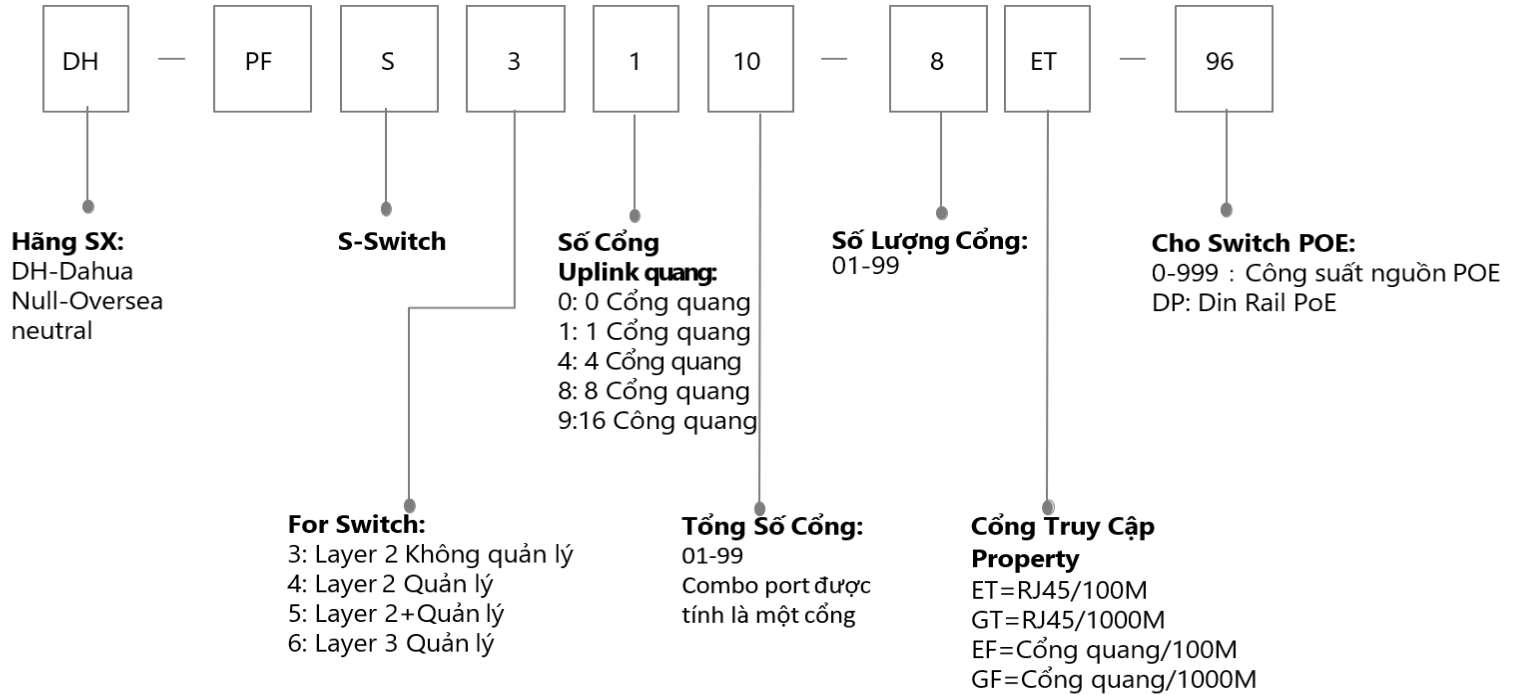 DH — PF S 3 1 10 — 8 ET — 96
Hãng SX:
DH-Dahua
Null-Oversea
neutral
S-Switch
Số Cổng
Uplink quang:
0: 0 Cổng quang
1: 1 Cổng quang
4: 4 Cổng quang
8: 8 Cổng quang
9:16 Công quang
Số Lượng Cổng:
01-99
Cho Switch POE:
0-999 : Công suất nguồn POE
DP: Din Rail PoE
For Switch:
3: Layer 2 Không quản lý
4: Layer 2 Quản lý
5: Layer 2+Quản lý
6: Layer 3 Quản lý
Tổng Số Cổng:
01-99
Combo port được
tính là một cổng
Cổng Truy Cập
Property
ET=RJ45/100M
GT=RJ45/1000M
EF=Cổng quang/100M
GF=Cổng quang/1000M